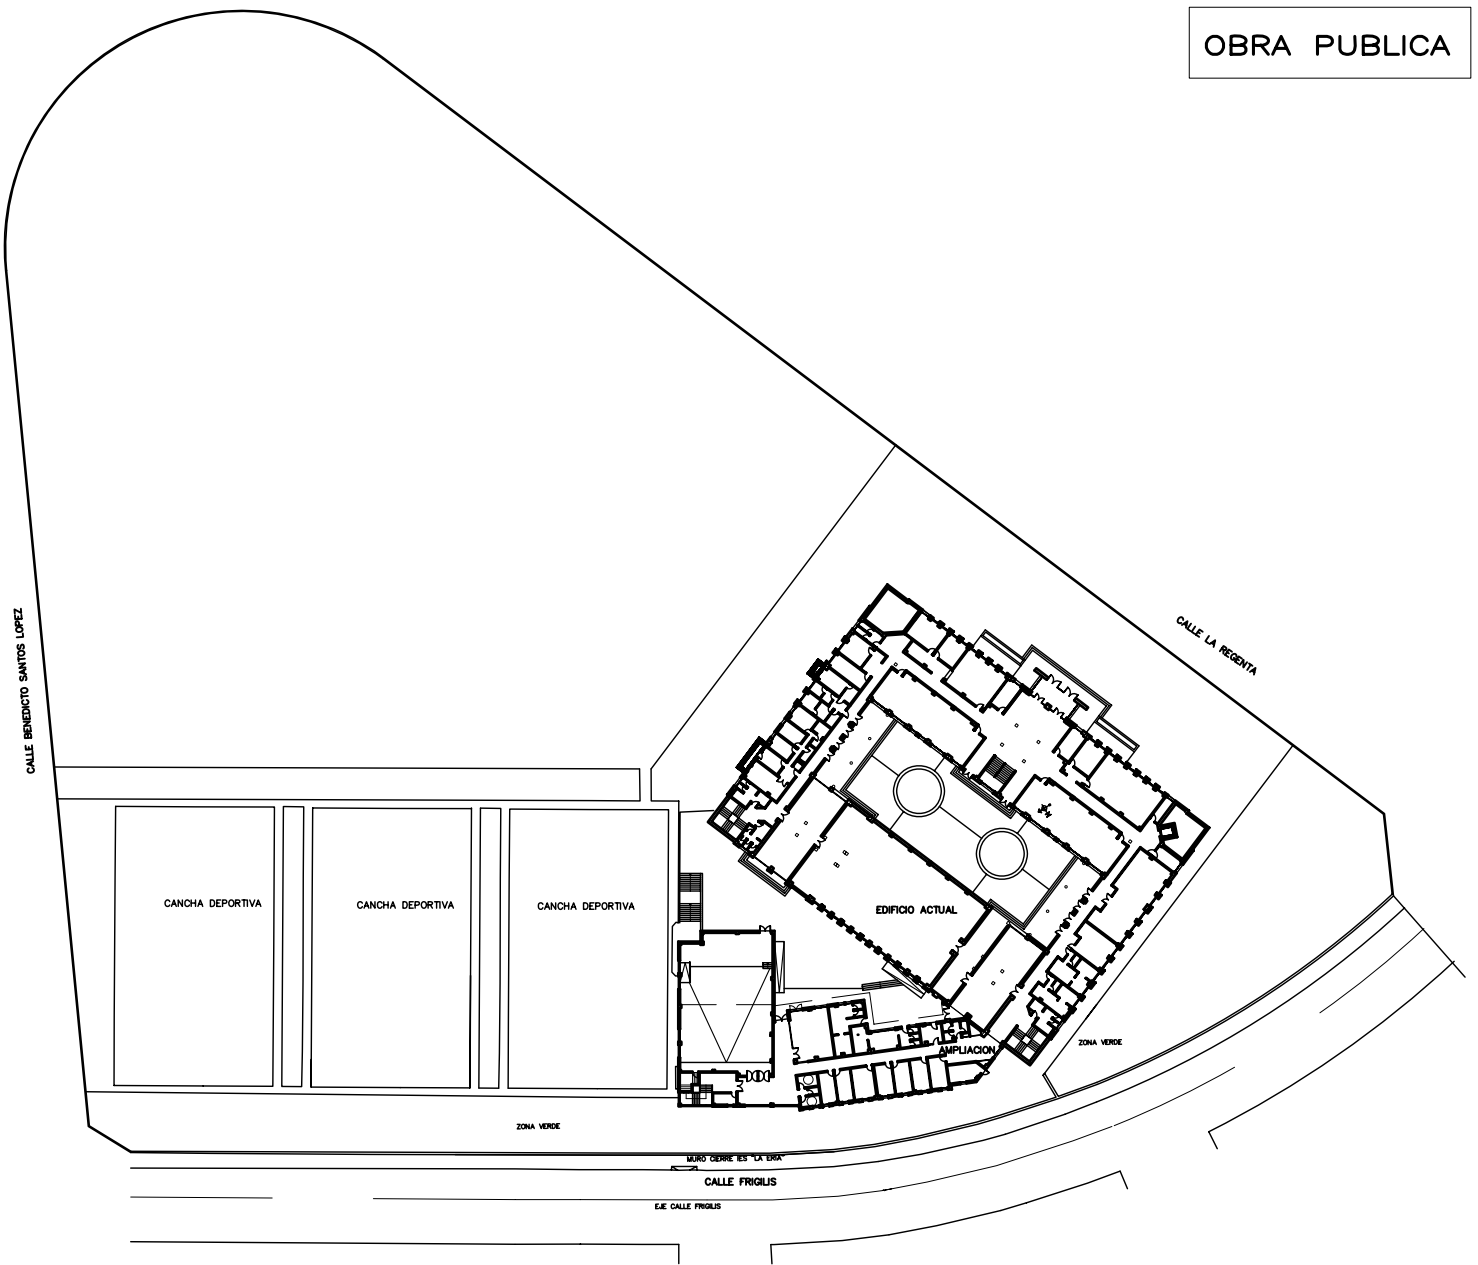 OBRA PUBLICA
CALLE LA REGENTA
CALLE BENEDICTO SANTOS LOPEZ
CANCHA DEPORTIVA
CANCHA DEPORTIVA
CANCHA DEPORTIVA
EDIFICIO ACTUAL
AMPLIACION
ZONA VERDE
ZONA VERDE
MURO CIERRE IES "LA ERIA"
CALLE FRIGILIS
EJE CALLE FRIGILIS